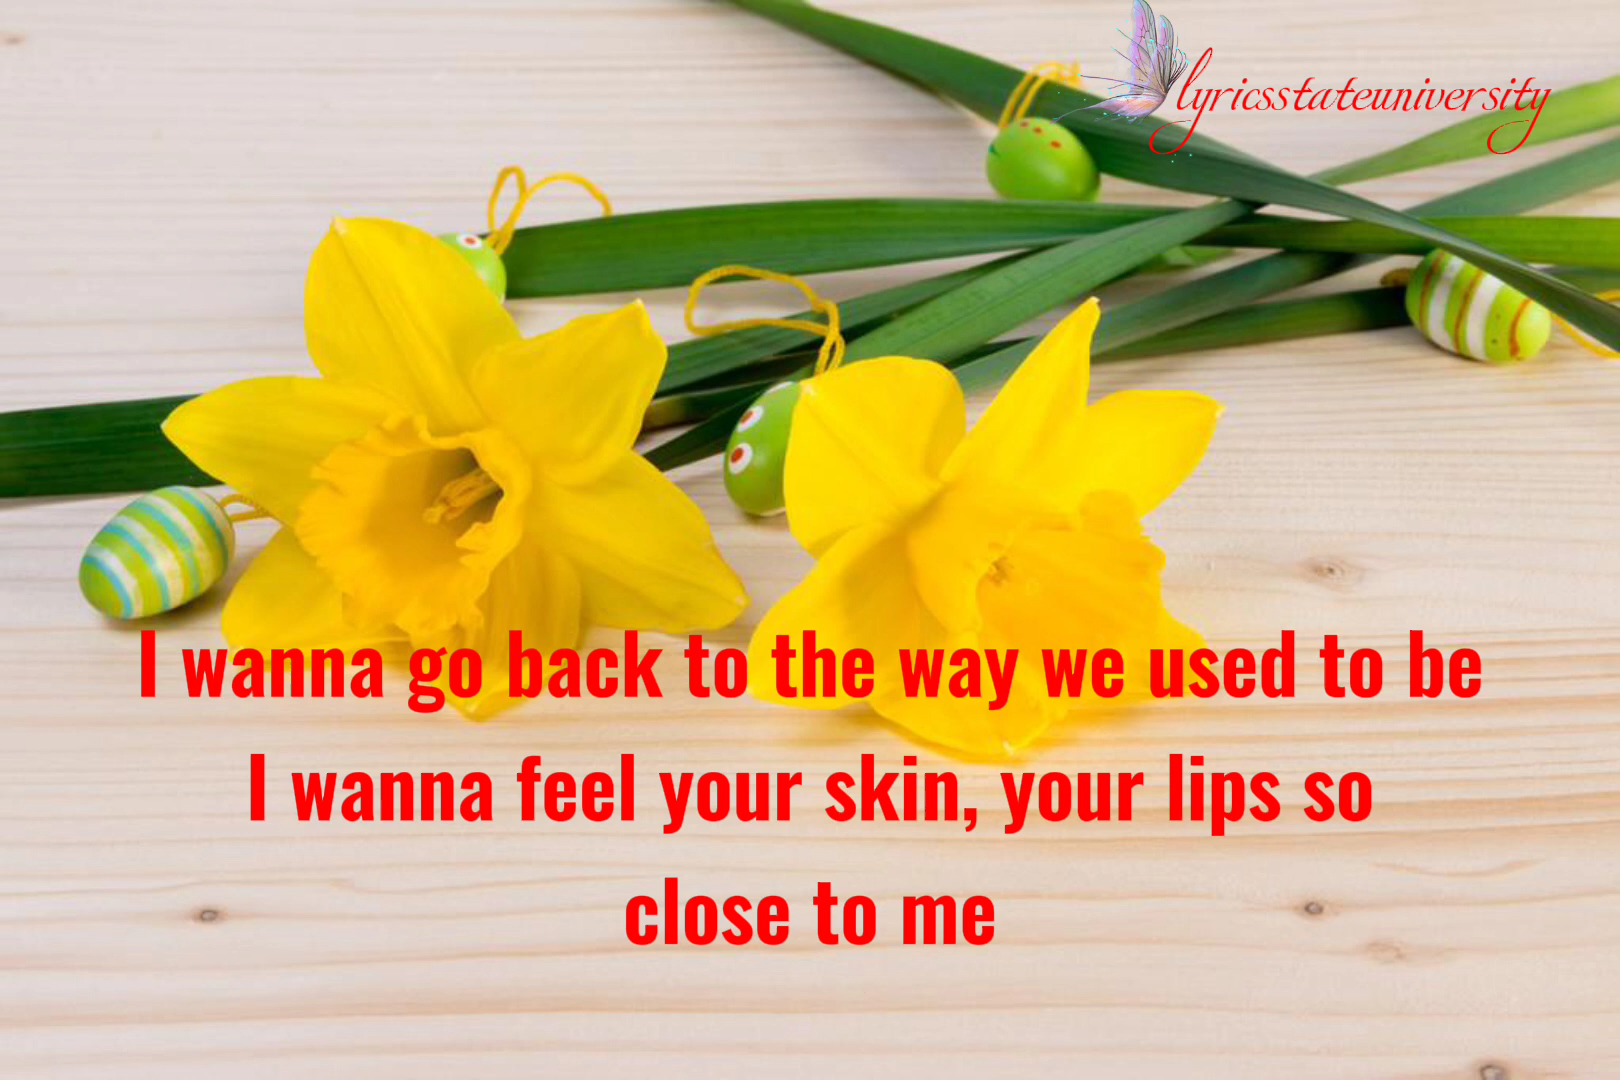 lyricsstateuniversity
I wanna go back to the way we used to be
I wanna feel your skin, your lips so
close to me